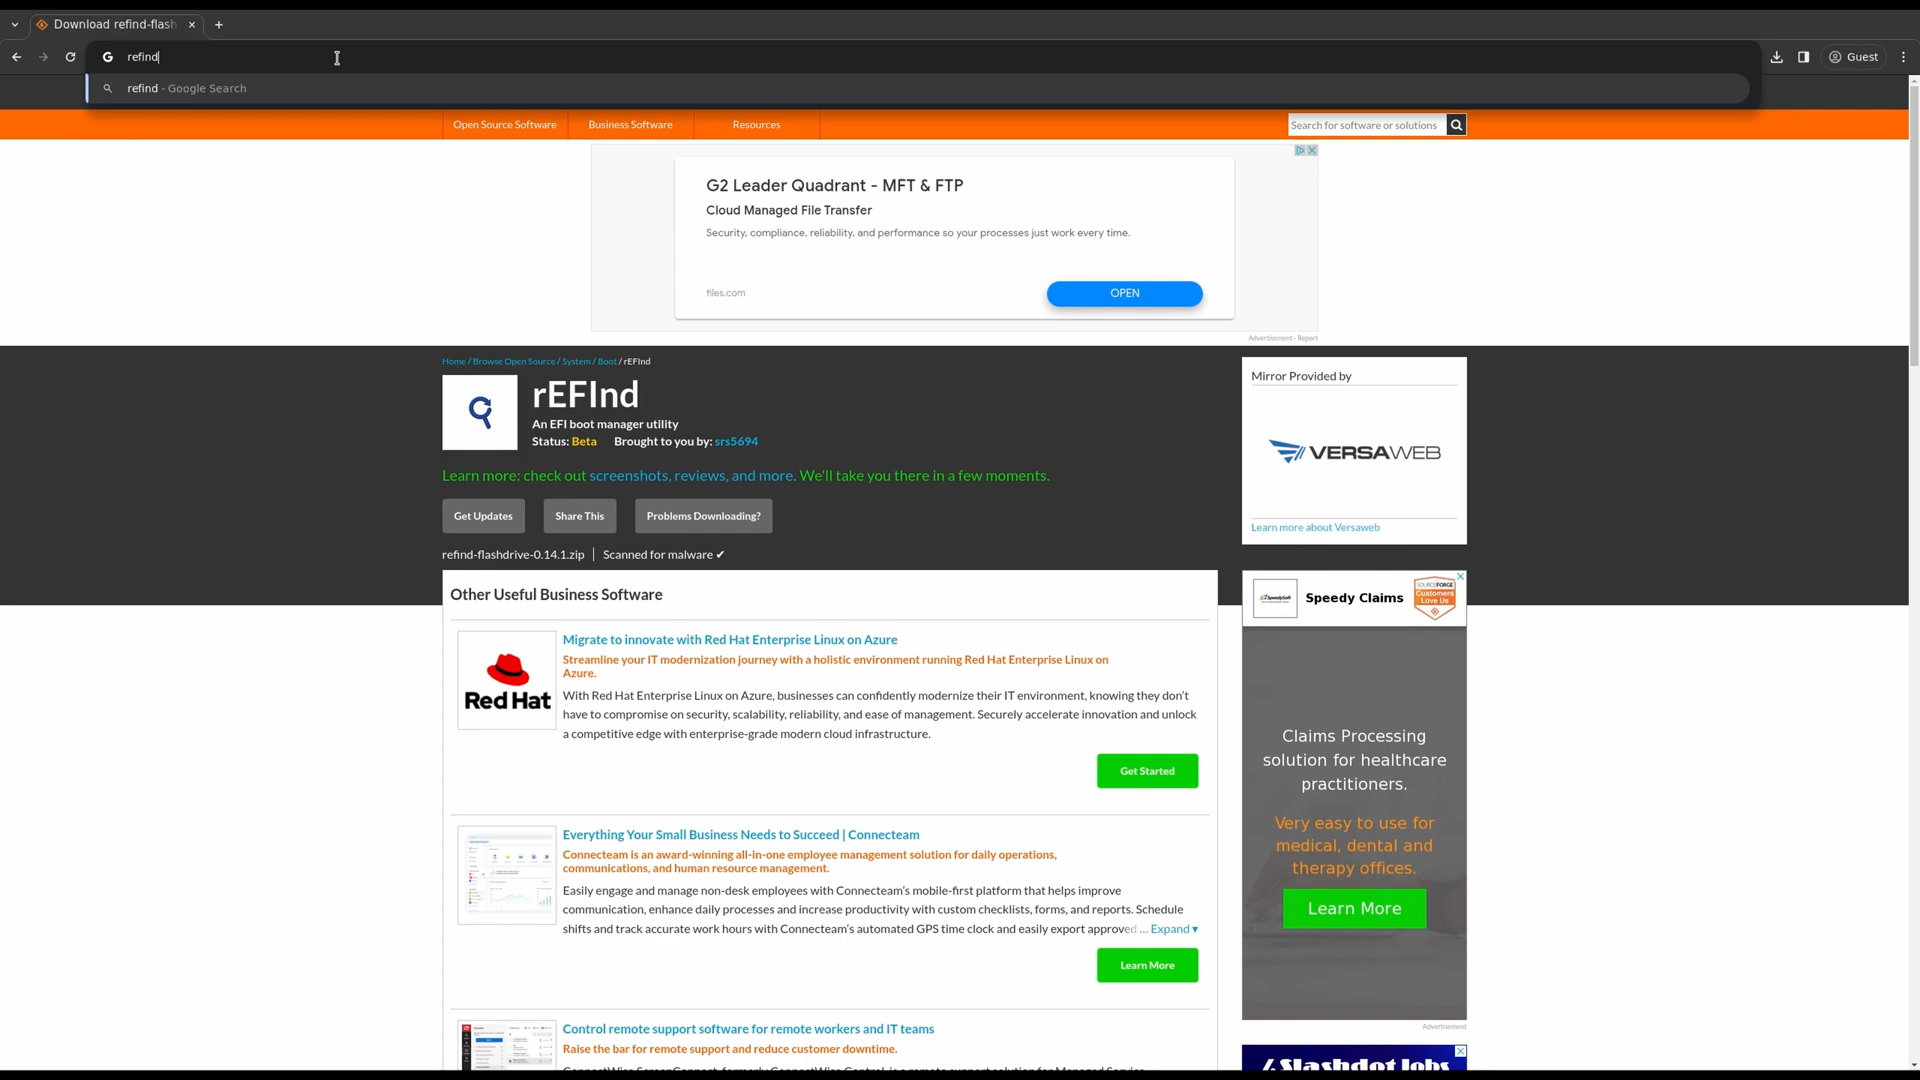 Download refind-flash
refind
Guest
refind - Google Search
Open Source Software
Business Software
Resources
Search for software or solutions
G2 Leader Quadrant - MFT & FTP
Cloud Managed File Transfer
Security, compliance, reliability, and performance so your processes just work every time.
files.com
OPEN
Advertisement - Report
Home / Browse Open Source / System / Boot / rEFInd
rEFInd
An EFI boot manager utility
Status: Beta Brought to you by: srs5694
Learn more: check out screenshots, reviews, and more. We'll take you there in a few moments.
Get Updates
Share This
Problems Downloading?
refind-flashdrive-0.14.1.zip | Scanned for malware ✔
Mirror Provided by
VERSAWEB
Learn more about Versaweb
Other Useful Business Software
Red Hat
Migrate to innovate with Red Hat Enterprise Linux on Azure
Streamline your IT modernization journey with a holistic environment running Red Hat Enterprise Linux on
Azure.
With Red Hat Enterprise Linux on Azure, businesses can confidently modernize their IT environment, knowing they don't
have to compromise on security, scalability, reliability, and ease of management. Securely accelerate innovation and unlock
a competitive edge with enterprise-grade modern cloud infrastructure.
Get Started
Everything Your Small Business Needs to Succeed | Connecteam
Connecteam is an award-winning all-in-one employee management solution for daily operations,
communications, and human resource management.
Easily engage and manage non-desk employees with Connecteam's mobile-first platform that helps improve
communication, enhance daily processes and increase productivity with custom checklists, forms, and reports. Schedule
shifts and track accurate work hours with Connecteam's automated GPS time clock and easily export approved ... Expand ▾
Learn More
Control remote support software for remote workers and IT teams
Raise the bar for remote support and reduce customer downtime.
Speedy Claims
SOURCEFORGE
Customers
Love Us
Claims Processing
solution for healthcare
practitioners.
Very easy to use for
medical, dental and
therapy offices.
Learn More
Advertisement
Slashdot Jobs